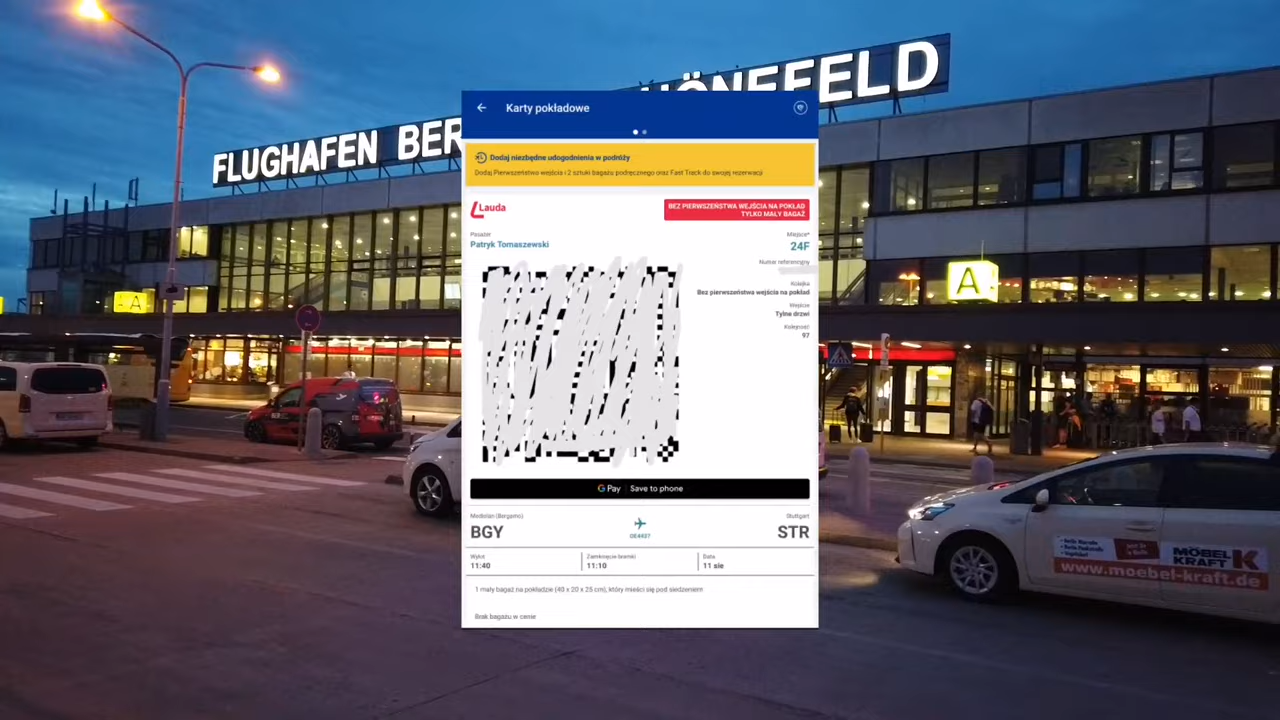 FLUGHAFEN BER
ÖNEFELD
Karty pokładowe
Dodaj niezbędne udogodnienia w podróży
Dodaj Pierwszeństwo wejścia i 2 sztuki bagażu podręcznego oraz Fast Track do swojej rezerwacji
Lauda
BEZ PIERWSZEŃSTWA WEJŚCIA NA POKŁAD
TYLKO MAŁY BAGAŻ
Pasażer
Patryk Tomaszewski
Miejsce*
24F
Numer referencyjny
Kolejka
Bez pierwszeństwa wejścia na pokład
Wejście
Tylne drzwi
Kolejność
97
G Pay | Save to phone
Mediolan (Bergamo)
BGY
Stuttgart
STR
Wylot
11:40
Zamknięcie bramki
11:10
Data
11 sie
1 mały bagaż na pokładzie (40 x 20 x 25 cm), który mieści się pod siedzeniem
Brak bagażu w cenie
A
A
MÖBEL
KRAFT
www.moebel-kraft.de